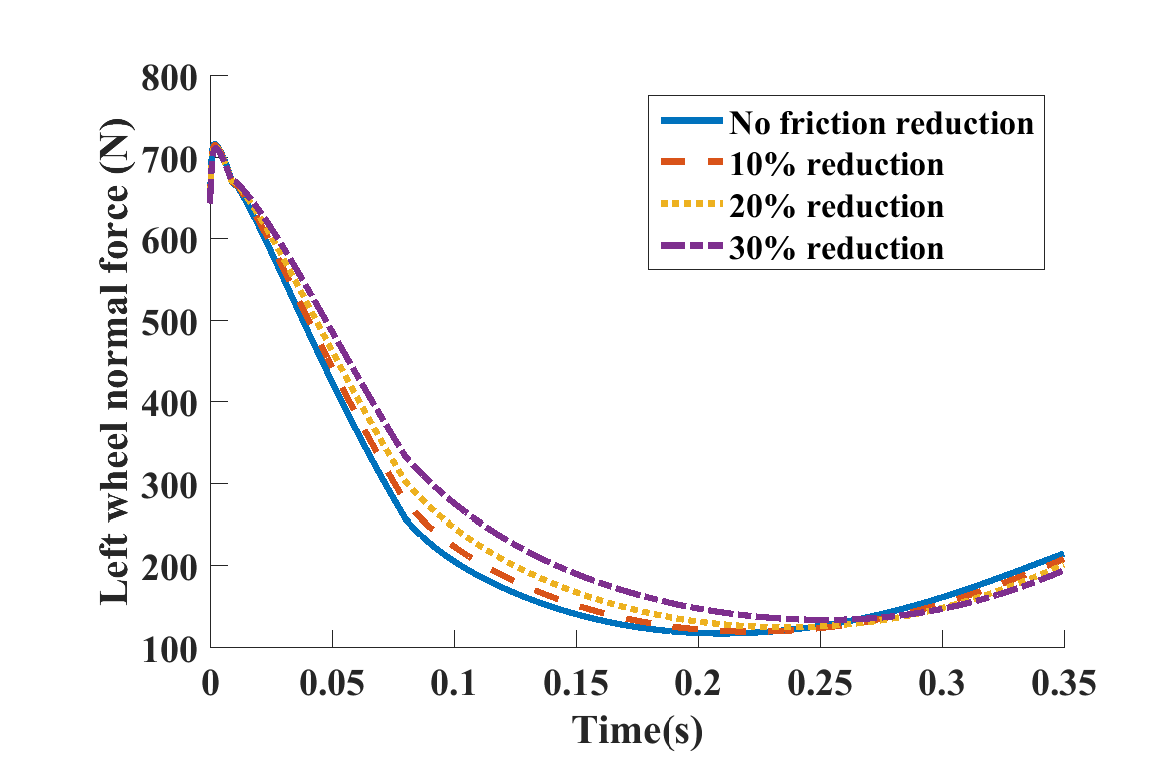 800
700
600
500
400
300
200
100
Left wheel normal force (N)
No friction reduction
10% reduction
20% reduction
30% reduction
0 0.05 0.1 0.15 0.2 0.25 0.3 0.35
Time(s)